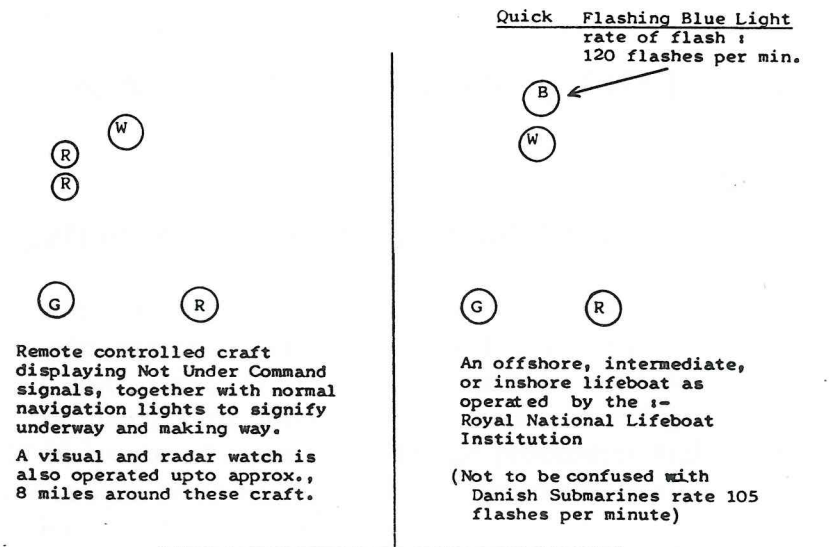 W
R
R
G
R
Remote controlled craft
displaying Not Under Command
signals, together with normal
navigation lights to signify
underway and making way.
A visual and radar watch is
also operated upto approx.,
8 miles around these craft.
Quick Flashing Blue Light
rate of flash :
120 flashes per min.
B
W
G
R
An offshore, intermediate,
or inshore lifeboat as
operated by the :-
Royal National Lifeboat
Institution
(Not to be confused with
Danish Submarines rate 105
flashes per minute)